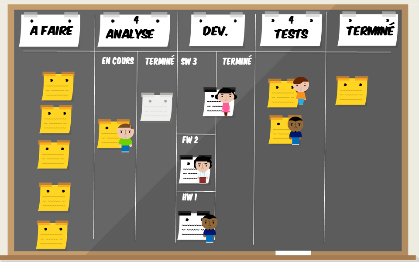 A FAIRE
4
ANALYSE
DEV.
4
TESTS
TERMINÉ
EN COURS
TERMINÉ
SW 3
TERMINÉ
FW 2
HW 1